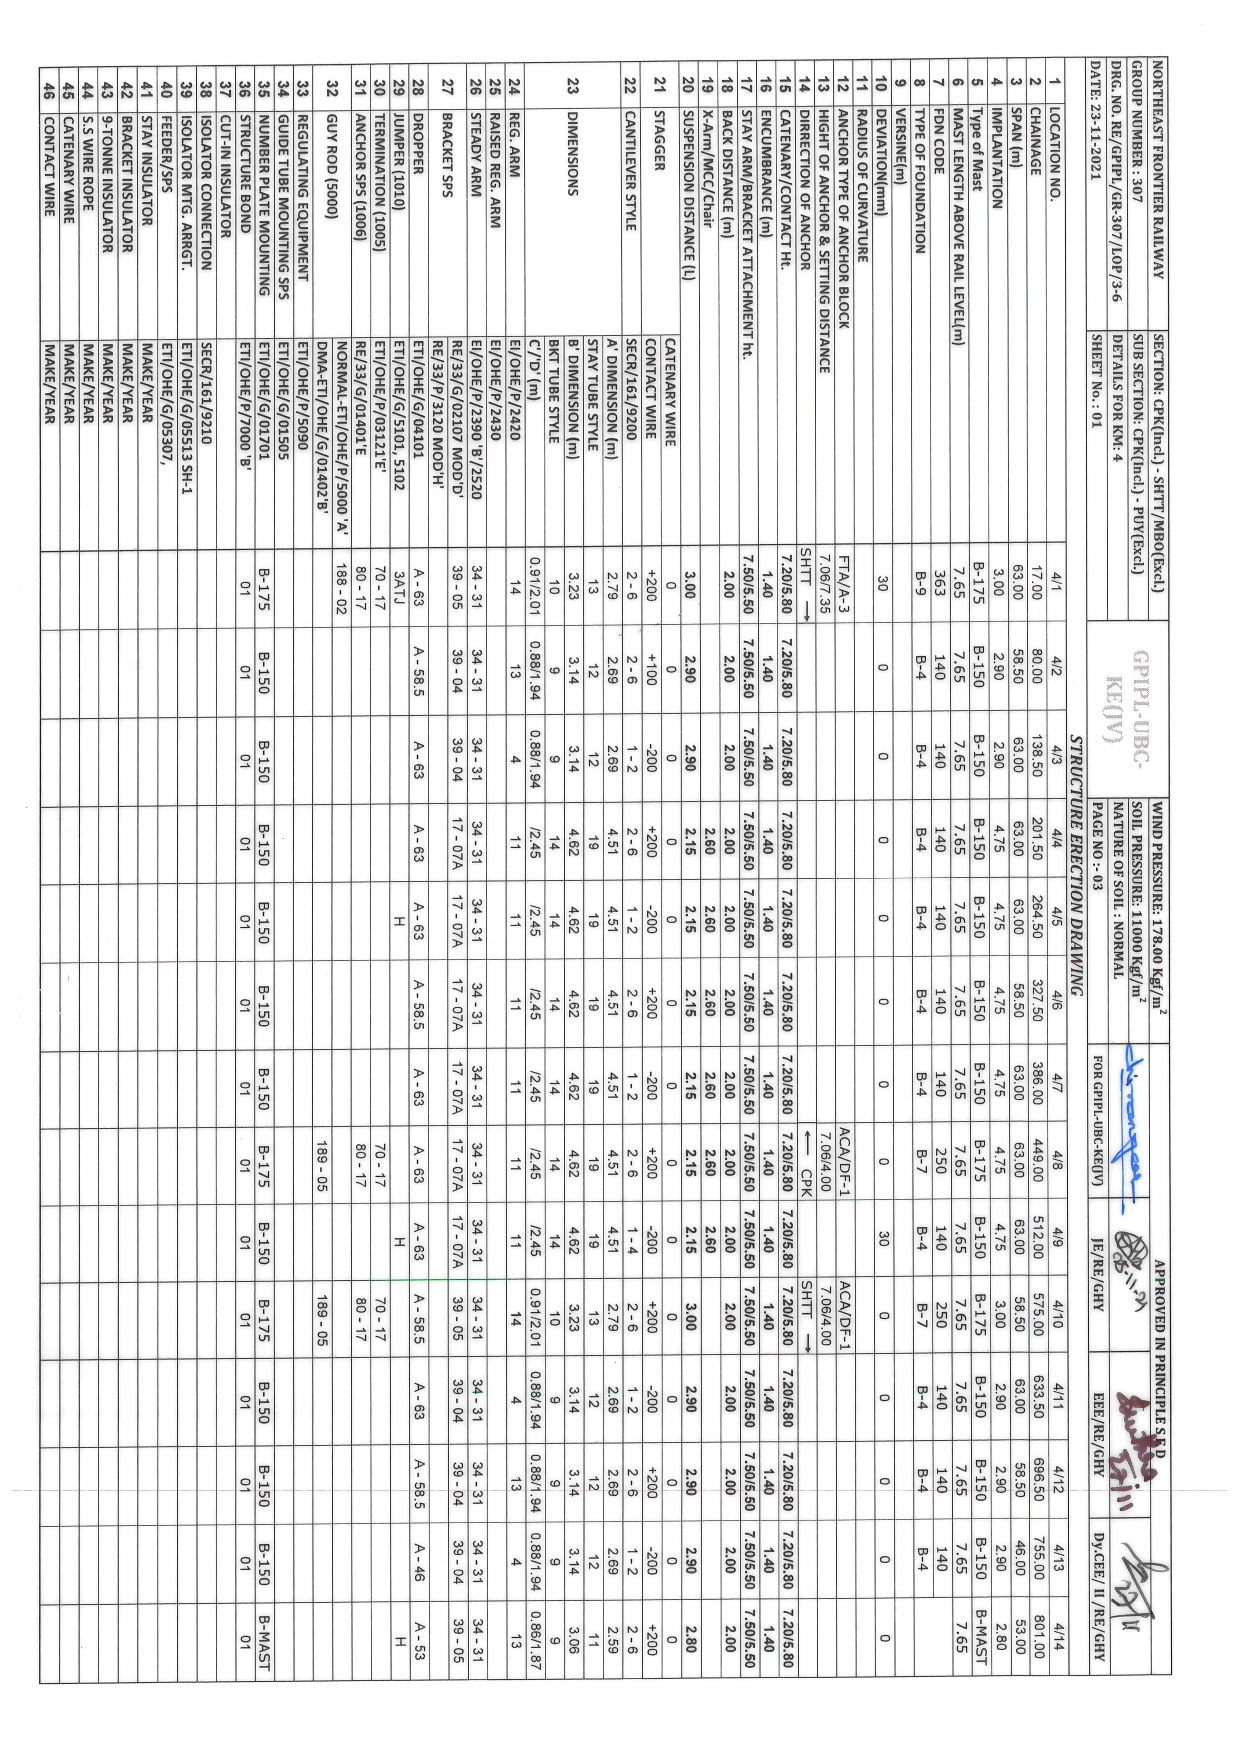 NORTHEAST FRONTIER RAILWAY SECTION: CPK(Incl.) - SHTT/MBO(Excl.) GPIPL-UBC-KE(JV) WIND PRESSURE: 178.00 Kgf/m² APPROVED IN PRINCIPLE S E D
GROUP NUMBER : 307 SUB SECTION: CPK(Incl.) - PUY(Excl.) SOIL PRESSURE: 11000 Kgf/m²
DRG. NO. RE/GPIPL/GR-307/LOP/3-6 DETAILS FOR KM: 4 NATURE OF SOIL : NORMAL
DATE: 23-11-2021 SHEET No. : 01 PAGE NO :- 03 FOR GPIPL-UBC-KE(JV) JE/RE/GHY EEE/RE/GHY Dy.CEE/ II /RE/GHY
STRUCTURE ERECTION DRAWING
1 LOCATION NO. 4/1 4/2 4/3 4/4 4/5 4/6 4/7 4/8 4/9 4/10 4/11 4/12 4/13 4/14
2 CHAINAGE 17.00 80.00 138.50 201.50 264.50 327.50 386.00 449.00 512.00 575.00 633.50 696.50 755.00 801.00
3 SPAN (m) 63.00 58.50 63.00 63.00 63.00 58.50 63.00 63.00 63.00 58.50 63.00 58.50 46.00 53.00
4 IMPLANTATION 3.00 2.90 2.90 4.75 4.75 4.75 4.75 4.75 4.75 3.00 2.90 2.90 2.90 2.80
5 Type of Mast B-175 B-150 B-150 B-150 B-150 B-150 B-150 B-175 B-150 B-175 B-150 B-150 B-150 B-MAST
6 MAST LENGTH ABOVE RAIL LEVEL(m) 7.65 7.65 7.65 7.65 7.65 7.65 7.65 7.65 7.65 7.65 7.65 7.65 7.65 7.65
7 FDN CODE 363 140 140 140 140 140 140 250 140 250 140 140 140
8 TYPE OF FOUNDATION B-9 B-4 B-4 B-4 B-4 B-4 B-4 B-7 B-4 B-7 B-4 B-4 B-4
9 VERSINE(m)
10 DEVIATION(mm) 30 0 0 0 0 0 0 0 30 0 0 0 0 0
11 RADIUS OF CURVATURE
12 ANCHOR TYPE OF ANCHOR BLOCK FTA/A-3 ACA/DF-1 ACA/DF-1
13 HIGHT OF ANCHOR & SETTING DISTANCE 7.06/7.35 7.06/4.00 7.06/4.00
14 DIRRECTION OF ANCHOR SHTT → ← CPK SHTT →
15 CATENARY/CONTACT Ht. 7.20/5.80 7.20/5.80 7.20/5.80 7.20/5.80 7.20/5.80 7.20/5.80 7.20/5.80 7.20/5.80 7.20/5.80 7.20/5.80 7.20/5.80 7.20/5.80 7.20/5.80 7.20/5.80
16 ENCUMBRANCE (m) 1.40 1.40 1.40 1.40 1.40 1.40 1.40 1.40 1.40 1.40 1.40 1.40 1.40 1.40
17 STAY ARM/BRACKET ATTACHMENT ht. 7.50/5.50 7.50/5.50 7.50/5.50 7.50/5.50 7.50/5.50 7.50/5.50 7.50/5.50 7.50/5.50 7.50/5.50 7.50/5.50 7.50/5.50 7.50/5.50 7.50/5.50 7.50/5.50
18 BACK DISTANCE (m) 2.00 2.00 2.00 2.00 2.00 2.00 2.00 2.00 2.00 2.00 2.00 2.00 2.00 2.00
19 X-Arm/MCC/Chair 2.60 2.60 2.60 2.60 2.60 2.60
20 SUSPENSION DISTANCE (L) 3.00 2.90 2.90 2.15 2.15 2.15 2.15 2.15 2.15 3.00 2.90 2.90 2.90 2.80
21 STAGGER CATENARY WIRE 0 0 0 0 0 0 0 0 0 0 0 0 0 0
CONTACT WIRE +200 +100 -200 +200 -200 +200 -200 +200 -200 +200 -200 +200 -200 +200
22 CANTILEVER STYLE SECR/161/9200 2 - 6 2 - 6 1 - 2 2 - 6 1 - 2 2 - 6 1 - 2 2 - 6 1 - 4 2 - 6 1 - 2 2 - 6 1 - 2 2 - 6
23 DIMENSIONS A' DIMENSION (m) 2.79 2.69 2.69 4.51 4.51 4.51 4.51 4.51 4.51 2.79 2.69 2.69 2.69 2.59
STAY TUBE STYLE 13 12 12 19 19 19 19 19 19 13 12 12 12 11
B' DIMENSION (m) 3.23 3.14 3.14 4.62 4.62 4.62 4.62 4.62 4.62 3.23 3.14 3.14 3.14 3.06
BKT TUBE STYLE 10 9 9 14 14 14 14 14 14 10 9 9 9 9
C'/'D' (m) 0.91/2.01 0.88/1.94 0.88/1.94 /2.45 /2.45 /2.45 /2.45 /2.45 /2.45 0.91/2.01 0.88/1.94 0.88/1.94 0.88/1.94 0.86/1.87
24 REG. ARM EI/OHE/P/2420 14 13 4 11 11 11 11 11 11 14 4 13 4 13
25 RAISED REG. ARM EI/OHE/P/2430
26 STEADY ARM EI/OHE/P/2390 'B'/2520 34 - 31 34 - 31 34 - 31 34 - 31 34 - 31 34 - 31 34 - 31 34 - 31 34 - 31 34 - 31 34 - 31 34 - 31 34 - 31 34 - 31
27 BRACKET SPS RE/33/G/02107 MOD'D' 39 - 05 39 - 04 39 - 04 17 - 07A 17 - 07A 17 - 07A 17 - 07A 17 - 07A 17 - 07A 39 - 05 39 - 04 39 - 04 39 - 04 39 - 05
RE/33/P/3120 MOD'H'
28 DROPPER ETI/OHE/G/04101 A - 63 A - 58.5 A - 63 A - 63 A - 63 A - 58.5 A - 63 A - 63 A - 63 A - 58.5 A - 63 A - 58.5 A - 46 A - 53
29 JUMPER (1010) ETI/OHE/G/5101, 5102 3ATJ H H H
30 TERMINATION (1005) ETI/OHE/P/03121'E' 70 - 17 70 - 17 70 - 17
31 ANCHOR SPS (1006) RE/33/G/01401'E 80 - 17 80 - 17 80 - 17
32 GUY ROD (5000) NORMAL-ETI/OHE/P/5000 'A' 188 - 02
DMA-ETI/OHE/G/01402'B' 189 - 05 189 - 05
33 REGULATING EQUIPMENT ETI/OHE/P/5090
34 GUIDE TUBE MOUNTING SPS ETI/OHE/G/01505
35 NUMBER PLATE MOUNTING ETI/OHE/G/01701 B-175 B-150 B-150 B-150 B-150 B-150 B-150 B-175 B-150 B-175 B-150 B-150 B-150 B-MAST
36 STRUCTURE BOND ETI/OHE/P/7000 'B' 01 01 01 01 01 01 01 01 01 01 01 01 01 01
37 CUT-IN INSULATOR
38 ISOLATOR CONNECTION SECR/161/9210
39 ISOLATOR MTG. ARRGT. ETI/OHE/G/05513 SH-1
40 FEEDER/SPS ETI/OHE/G/05307,
41 STAY INSULATOR MAKE/YEAR
42 BRACKET INSULATOR MAKE/YEAR
43 9-TONNE INSULATOR MAKE/YEAR
44 S.S WIRE ROPE MAKE/YEAR
45 CATENARY WIRE MAKE/YEAR
46 CONTACT WIRE MAKE/YEAR